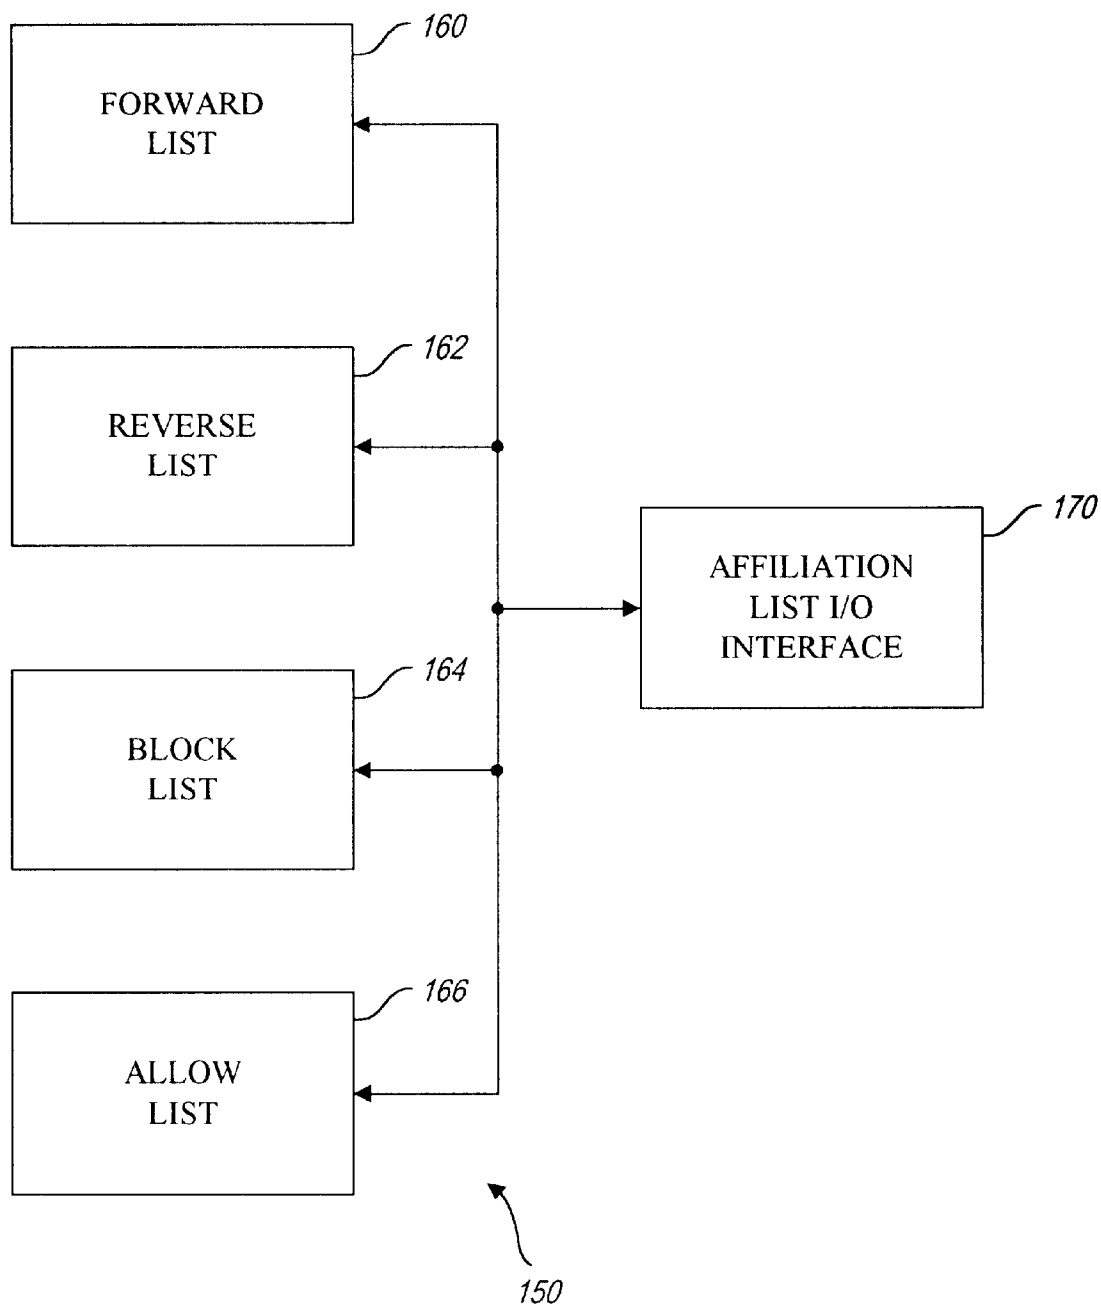 160
FORWARD
LIST
162
REVERSE
LIST
170
AFFILIATION
LIST I/O
INTERFACE
164
BLOCK
LIST
166
ALLOW
LIST
150